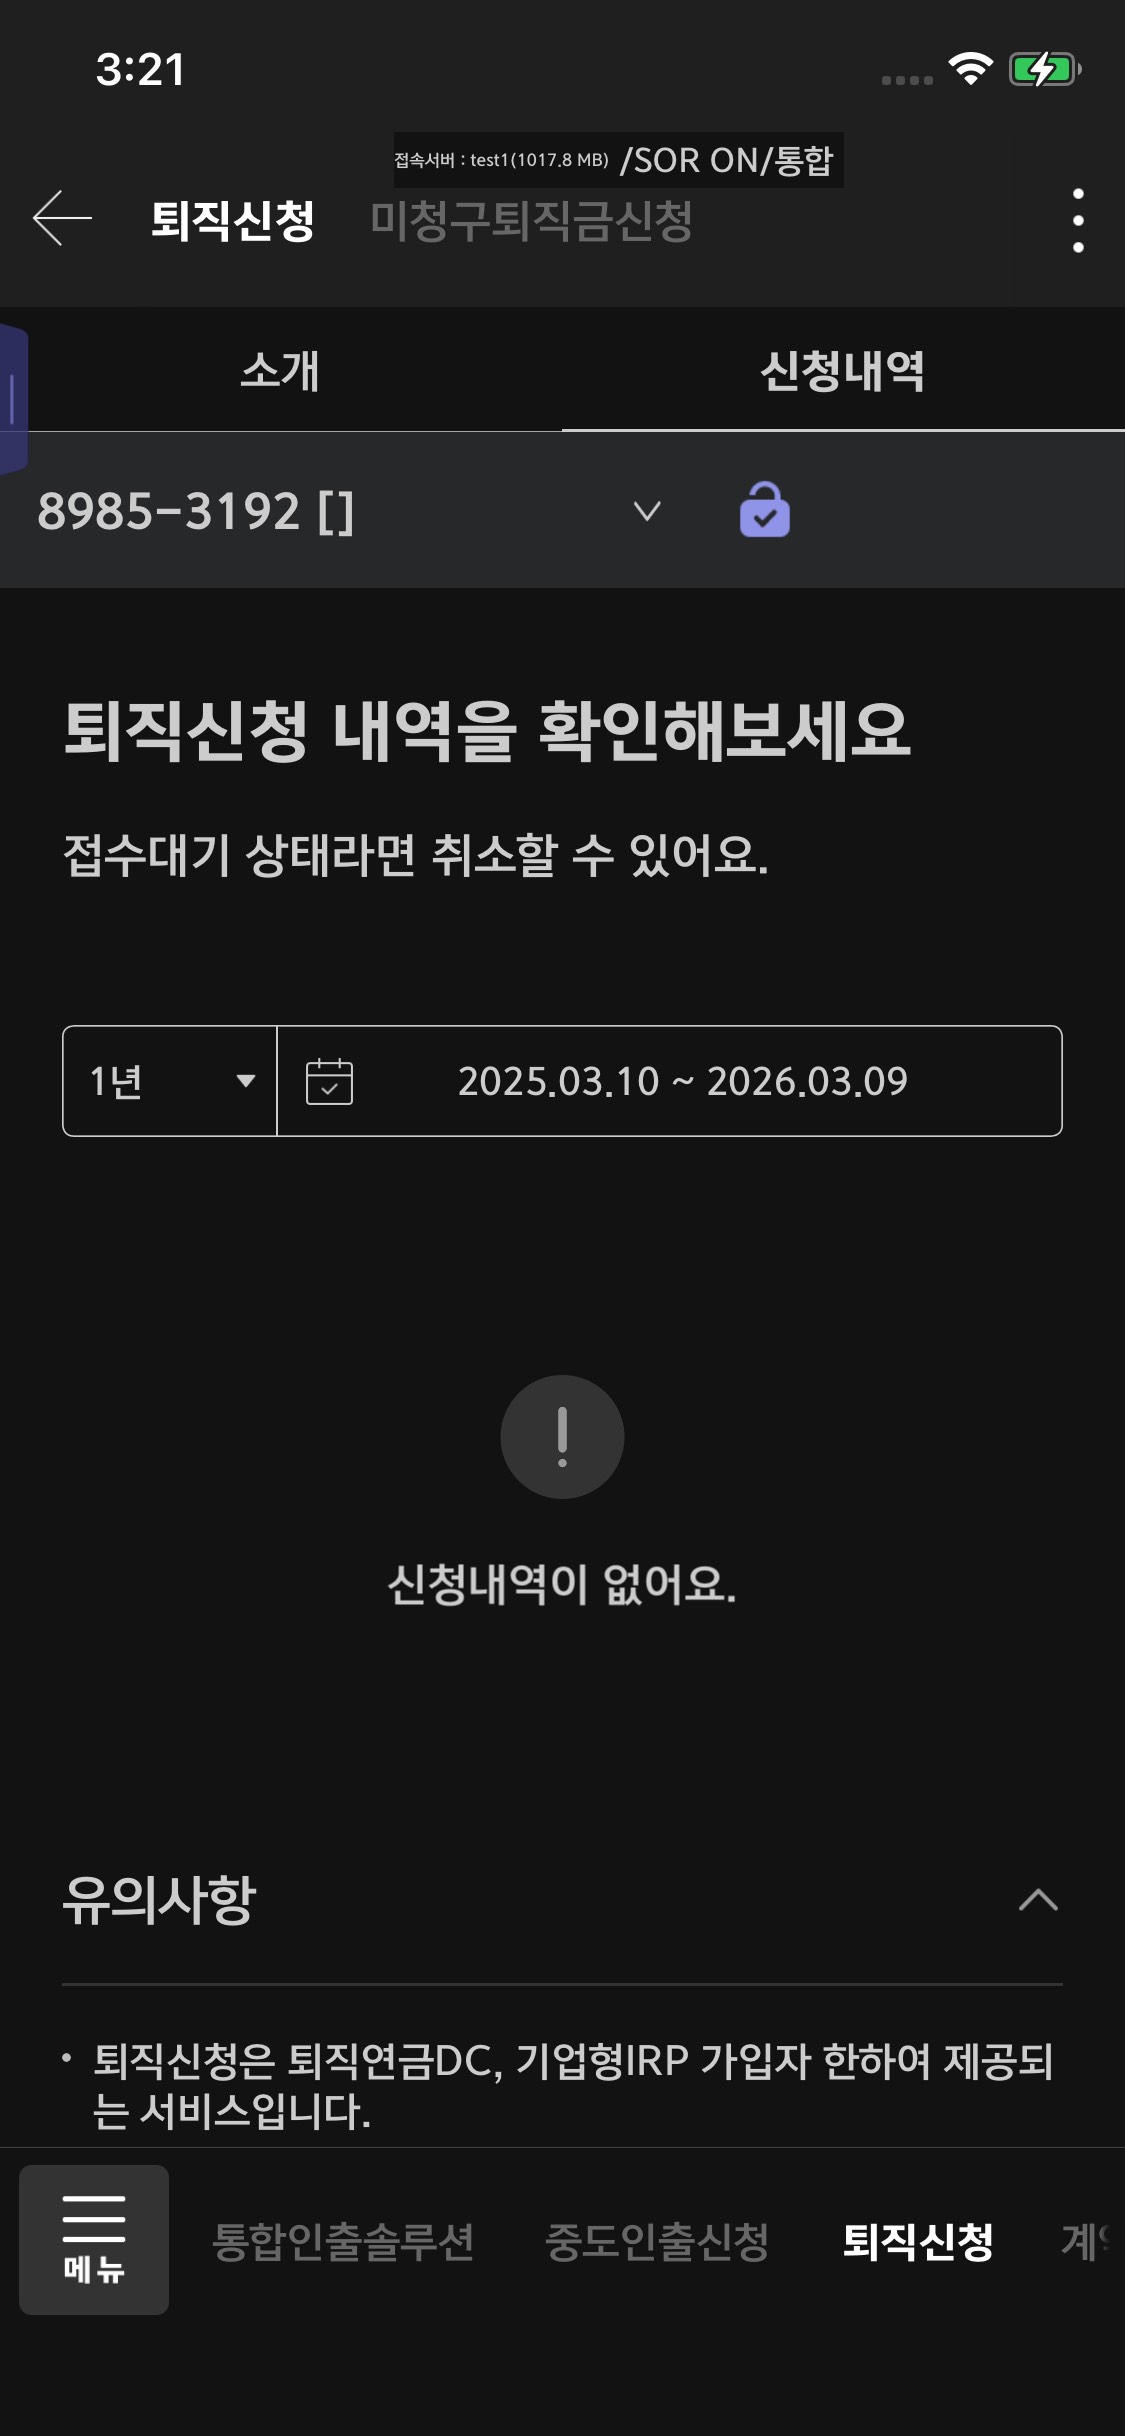 3:21
접속서버 : test1(1017.8 MB) /SOR ON/통합
퇴직신청 미청구퇴직금신청
소개 신청내역
8985-3192 []
퇴직신청 내역을 확인해보세요
접수대기 상태라면 취소할 수 있어요.
1년 2025.03.10 ~ 2026.03.09
신청내역이 없어요.
유의사항
• 퇴직신청은 퇴직연금DC, 기업형IRP 가입자 한하여 제공되
는 서비스입니다.
메뉴 통합인출솔루션 중도인출신청 퇴직신청 계